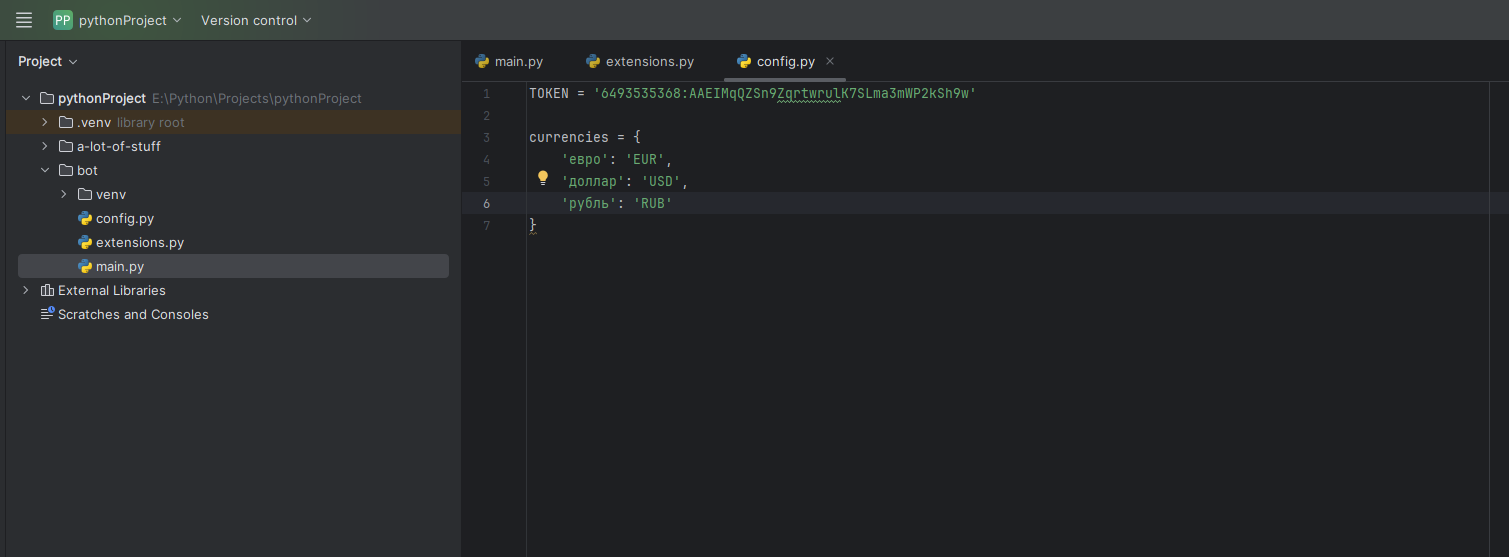 PP pythonProject Version control
Project
main.py extensions.py config.py
pythonProject E:\Python\Projects\pythonProject
.venv library root
a-lot-of-stuff
bot
venv
config.py
extensions.py
main.py
External Libraries
Scratches and Consoles
1 TOKEN = '6493535368:AAEIMqQZSn9ZqrtwrulK7SLma3mWP2kSh9w'
2
3 currencies = {
4 'евро': 'EUR',
5 'доллар': 'USD',
6 'рубль': 'RUB'
7 }